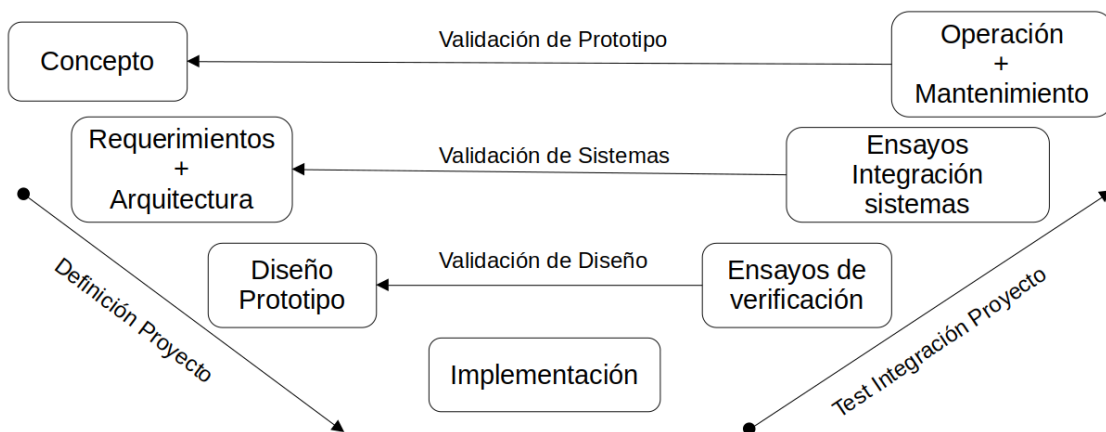 Concepto
Validación de Prototipo
Operación
+
Mantenimiento
Requerimientos
+
Arquitectura
Validación de Sistemas
Ensayos
Integración
sistemas
Definición Proyecto
Diseño
Prototipo
Validación de Diseño
Ensayos de
verificación
Test Integración Proyecto
Implementación